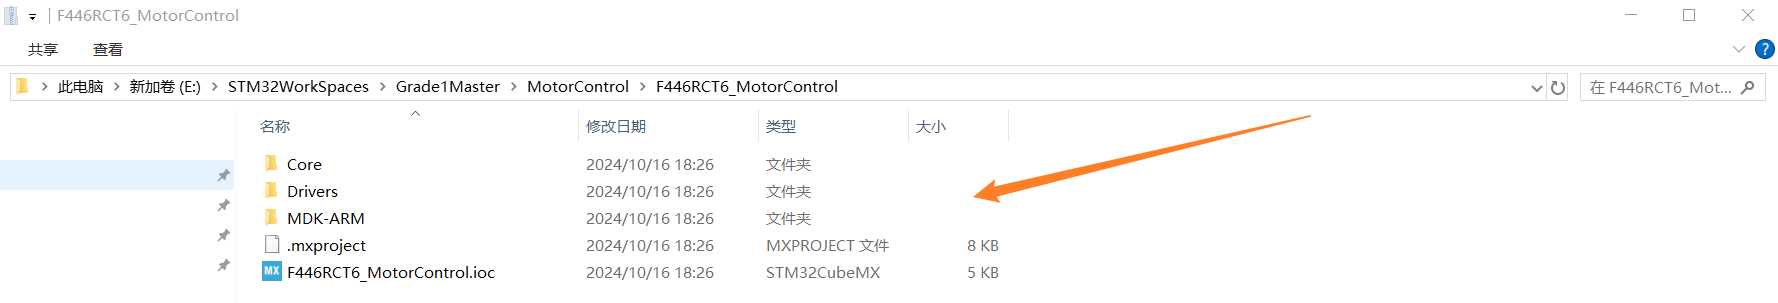 F446RCT6_MotorControl
共享 查看
此电脑 新加卷 (E:) STM32WorkSpaces Grade1Master MotorControl F446RCT6_MotorControl 在 F446RCT6_Mot...
名称 修改日期 类型 大小
Core 2024/10/16 18:26 文件夹
Drivers 2024/10/16 18:26 文件夹
MDK-ARM 2024/10/16 18:26 文件夹
.mxproject 2024/10/16 18:26 MXPROJECT 文件 8 KB
MX F446RCT6_MotorControl.ioc 2024/10/16 18:26 STM32CubeMX 5 KB